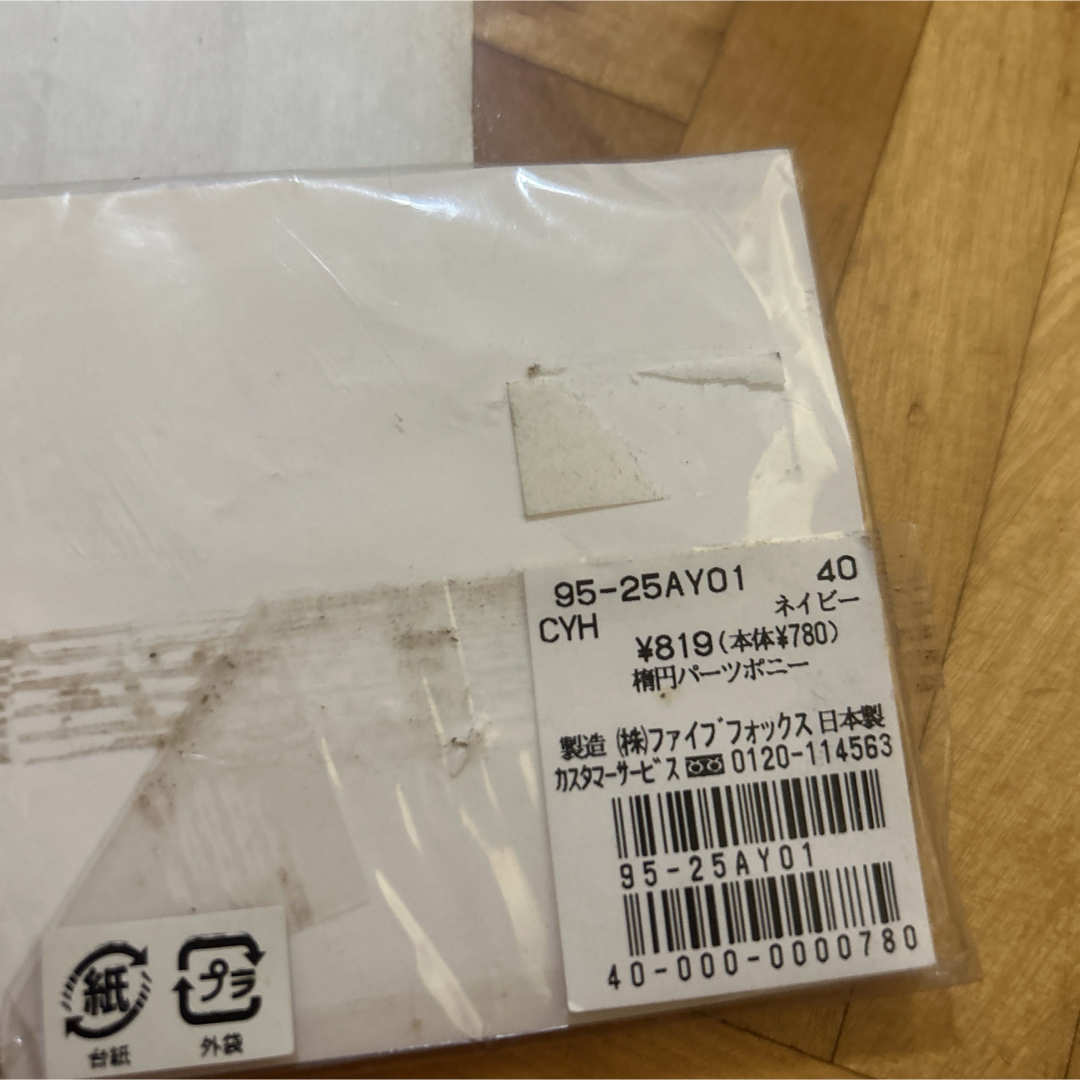 95-25AY01 40
CYH ネイビー
¥819(本体¥780)
楕円パーツポニー
製造 (株)ファイブフォックス 日本製
カスタマーサービス 0120-114563
95-25AY01
40-000-0000780
紙 プラ
台紙 外袋